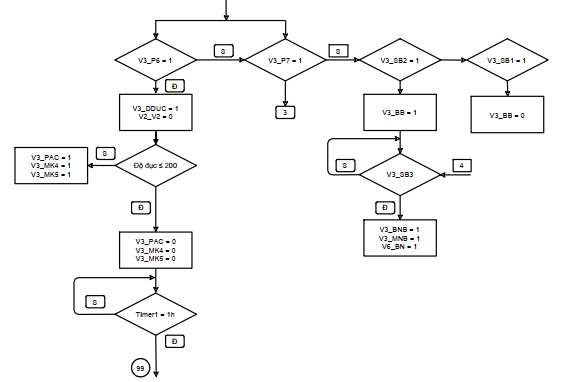 V3_P6 = 1
S
V3_P7 = 1
S
V3_SB2 = 1
V3_SB1 = 1
Đ
V3_DDUC = 1
V2_V2 = 0
3
V3_BB = 1
V3_BB = 0
V3_PAC = 1
V3_MK4 = 1
V3_MK5 = 1
S
Độ đục ≤ 200
S
V3_SB3
4
Đ
Đ
V3_PAC = 0
V3_MK4 = 0
V3_MK5 = 0
V3_BNB = 1
V3_MNB = 1
V6_BN = 1
S
Timer1 = 1h
Đ
99